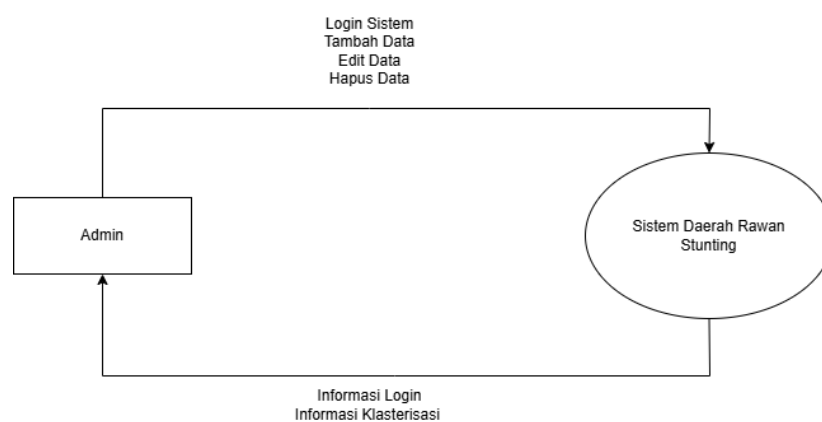 Login Sistem
Tambah Data
Edit Data
Hapus Data
Admin
Sistem Daerah Rawan
Stunting
Informasi Login
Informasi Klasterisasi